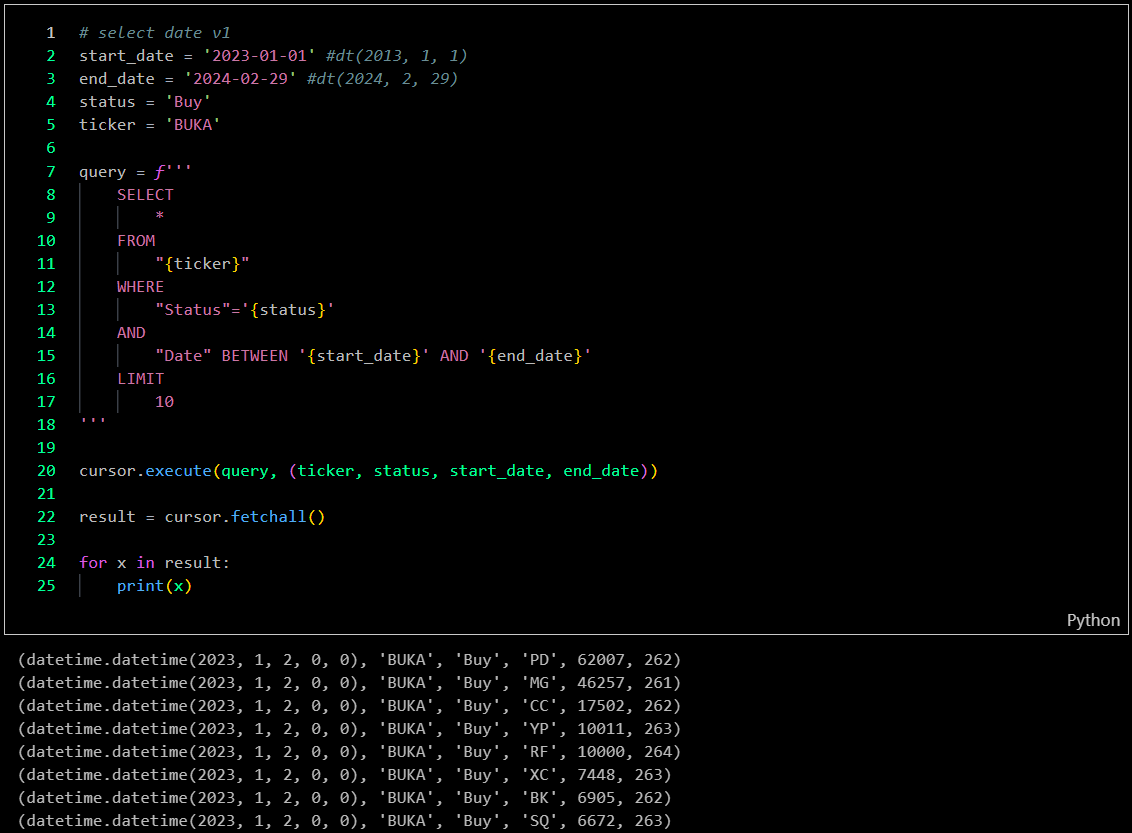 1 # select date v1
2 start_date = '2023-01-01' #dt(2013, 1, 1)
3 end_date = '2024-02-29' #dt(2024, 2, 29)
4 status = 'Buy'
5 ticker = 'BUKA'
6
7 query = f'''
8     SELECT
9         *
10     FROM
11         "{ticker}"
12     WHERE
13         "Status"='{status}'
14     AND
15         "Date" BETWEEN '{start_date}' AND '{end_date}'
16     LIMIT
17         10
18 '''
19
20 cursor.execute(query, (ticker, status, start_date, end_date))
21
22 result = cursor.fetchall()
23
24 for x in result:
25     print(x)
Python
(datetime.datetime(2023, 1, 2, 0, 0), 'BUKA', 'Buy', 'PD', 62007, 262)
(datetime.datetime(2023, 1, 2, 0, 0), 'BUKA', 'Buy', 'MG', 46257, 261)
(datetime.datetime(2023, 1, 2, 0, 0), 'BUKA', 'Buy', 'CC', 17502, 262)
(datetime.datetime(2023, 1, 2, 0, 0), 'BUKA', 'Buy', 'YP', 10011, 263)
(datetime.datetime(2023, 1, 2, 0, 0), 'BUKA', 'Buy', 'RF', 10000, 264)
(datetime.datetime(2023, 1, 2, 0, 0), 'BUKA', 'Buy', 'XC', 7448, 263)
(datetime.datetime(2023, 1, 2, 0, 0), 'BUKA', 'Buy', 'BK', 6905, 262)
(datetime.datetime(2023, 1, 2, 0, 0), 'BUKA', 'Buy', 'SQ', 6672, 263)